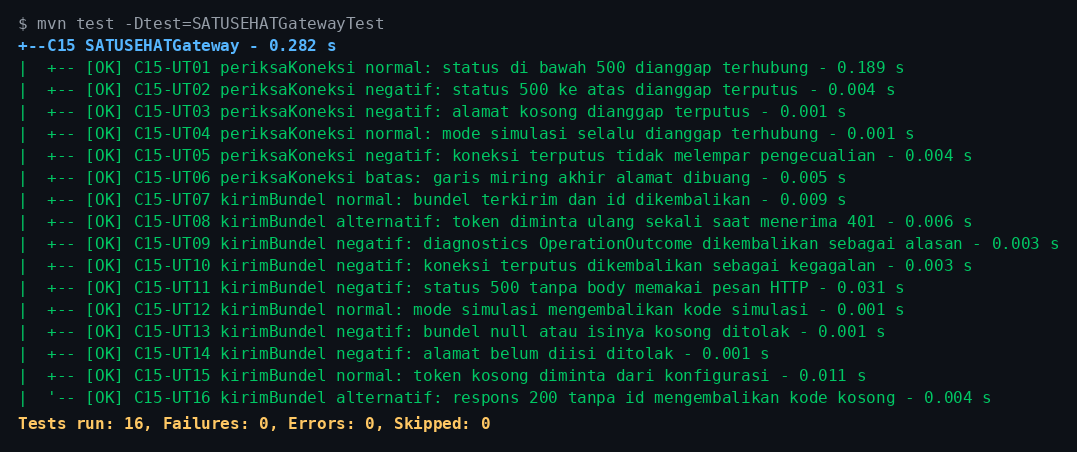 $ mvn test -Dtest=SATUSEHATGatewayTest
+--C15 SATUSEHATGateway - 0.282 s
|  +-- [OK] C15-UT01 periksaKoneksi normal: status di bawah 500 dianggap terhubung - 0.189 s
|  +-- [OK] C15-UT02 periksaKoneksi negatif: status 500 ke atas dianggap terputus - 0.004 s
|  +-- [OK] C15-UT03 periksaKoneksi negatif: alamat kosong dianggap terputus - 0.001 s
|  +-- [OK] C15-UT04 periksaKoneksi normal: mode simulasi selalu dianggap terhubung - 0.001 s
|  +-- [OK] C15-UT05 periksaKoneksi negatif: koneksi terputus tidak melempar pengecualian - 0.004 s
|  +-- [OK] C15-UT06 periksaKoneksi batas: garis miring akhir alamat dibuang - 0.005 s
|  +-- [OK] C15-UT07 kirimBundel normal: bundel terkirim dan id dikembalikan - 0.009 s
|  +-- [OK] C15-UT08 kirimBundel alternatif: token diminta ulang sekali saat menerima 401 - 0.006 s
|  +-- [OK] C15-UT09 kirimBundel negatif: diagnostics OperationOutcome dikembalikan sebagai alasan - 0.003 s
|  +-- [OK] C15-UT10 kirimBundel negatif: koneksi terputus dikembalikan sebagai kegagalan - 0.003 s
|  +-- [OK] C15-UT11 kirimBundel negatif: status 500 tanpa body memakai pesan HTTP - 0.031 s
|  +-- [OK] C15-UT12 kirimBundel normal: mode simulasi mengembalikan kode simulasi - 0.001 s
|  +-- [OK] C15-UT13 kirimBundel negatif: bundel null atau isinya kosong ditolak - 0.001 s
|  +-- [OK] C15-UT14 kirimBundel negatif: alamat belum diisi ditolak - 0.001 s
|  +-- [OK] C15-UT15 kirimBundel normal: token kosong diminta dari konfigurasi - 0.011 s
|  '-- [OK] C15-UT16 kirimBundel alternatif: respons 200 tanpa id mengembalikan kode kosong - 0.004 s
Tests run: 16, Failures: 0, Errors: 0, Skipped: 0